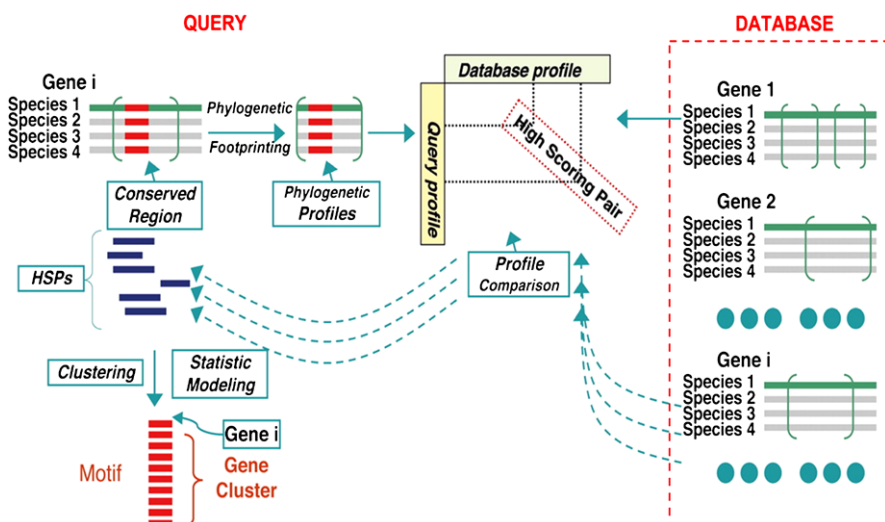 QUERY
DATABASE
Gene i
Species 1
Species 2
Species 3
Species 4
Phylogenetic
Footprinting
Conserved
Region
Phylogenetic
Profiles
Database profile
Query profile
High Scoring Pair
Profile
Comparison
Gene 1
Species 1
Species 2
Species 3
Species 4
Gene 2
Species 1
Species 2
Species 3
Species 4
Gene i
Species 1
Species 2
Species 3
Species 4
HSPs
Clustering
Statistic
Modeling
Gene i
Motif
Gene
Cluster